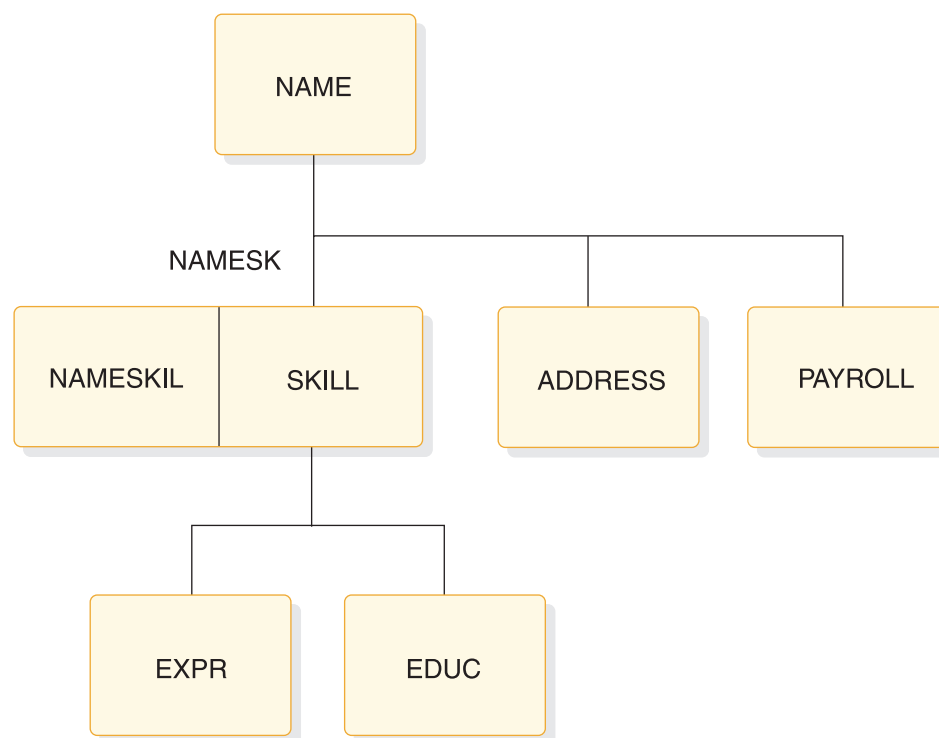 NAME
NAMESK
NAMESKIL
SKILL
ADDRESS
PAYROLL
EXPR
EDUC